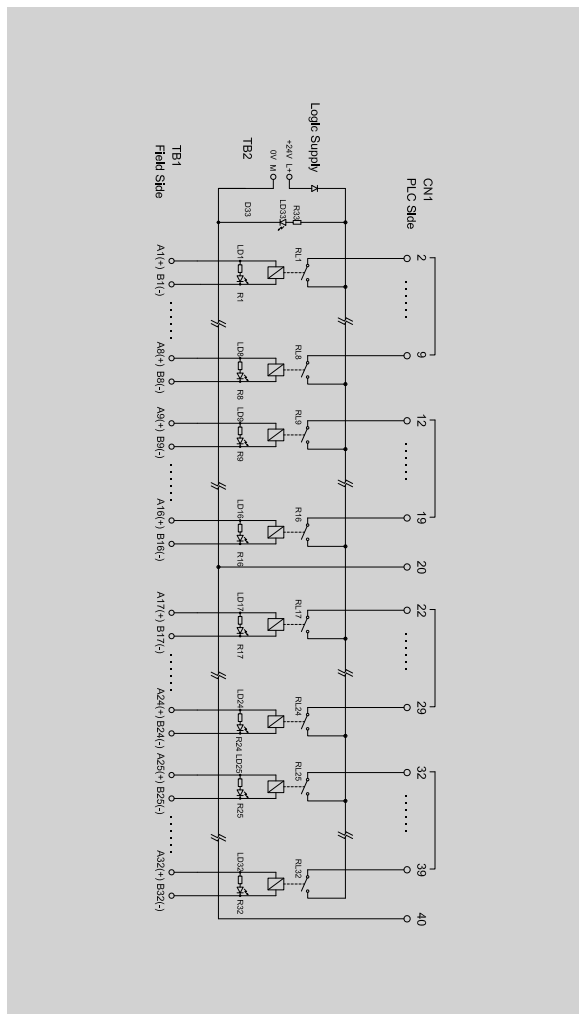 CN1
PLC Side
2
9
12
19
20
22
29
32
39
40
Logic Supply
+24V L+
0V M
TB2
R33
LD33
D33
RL1
RL8
RL9
R16
RL17
RL24
RL25
RL32
LD1
R1
LD8
R8
LD9
R9
LD16
R16
LD17
R17
LD24
R24
LD25
R25
LD32
R32
TB1
Field Side
A1(+) B1(-)
A8(+) B8(-)
A9(+) B9(-)
A16(+) B16(-)
A17(+) B17(-)
A24(+) B24(-)
A25(+) B25(-)
A32(+) B32(-)